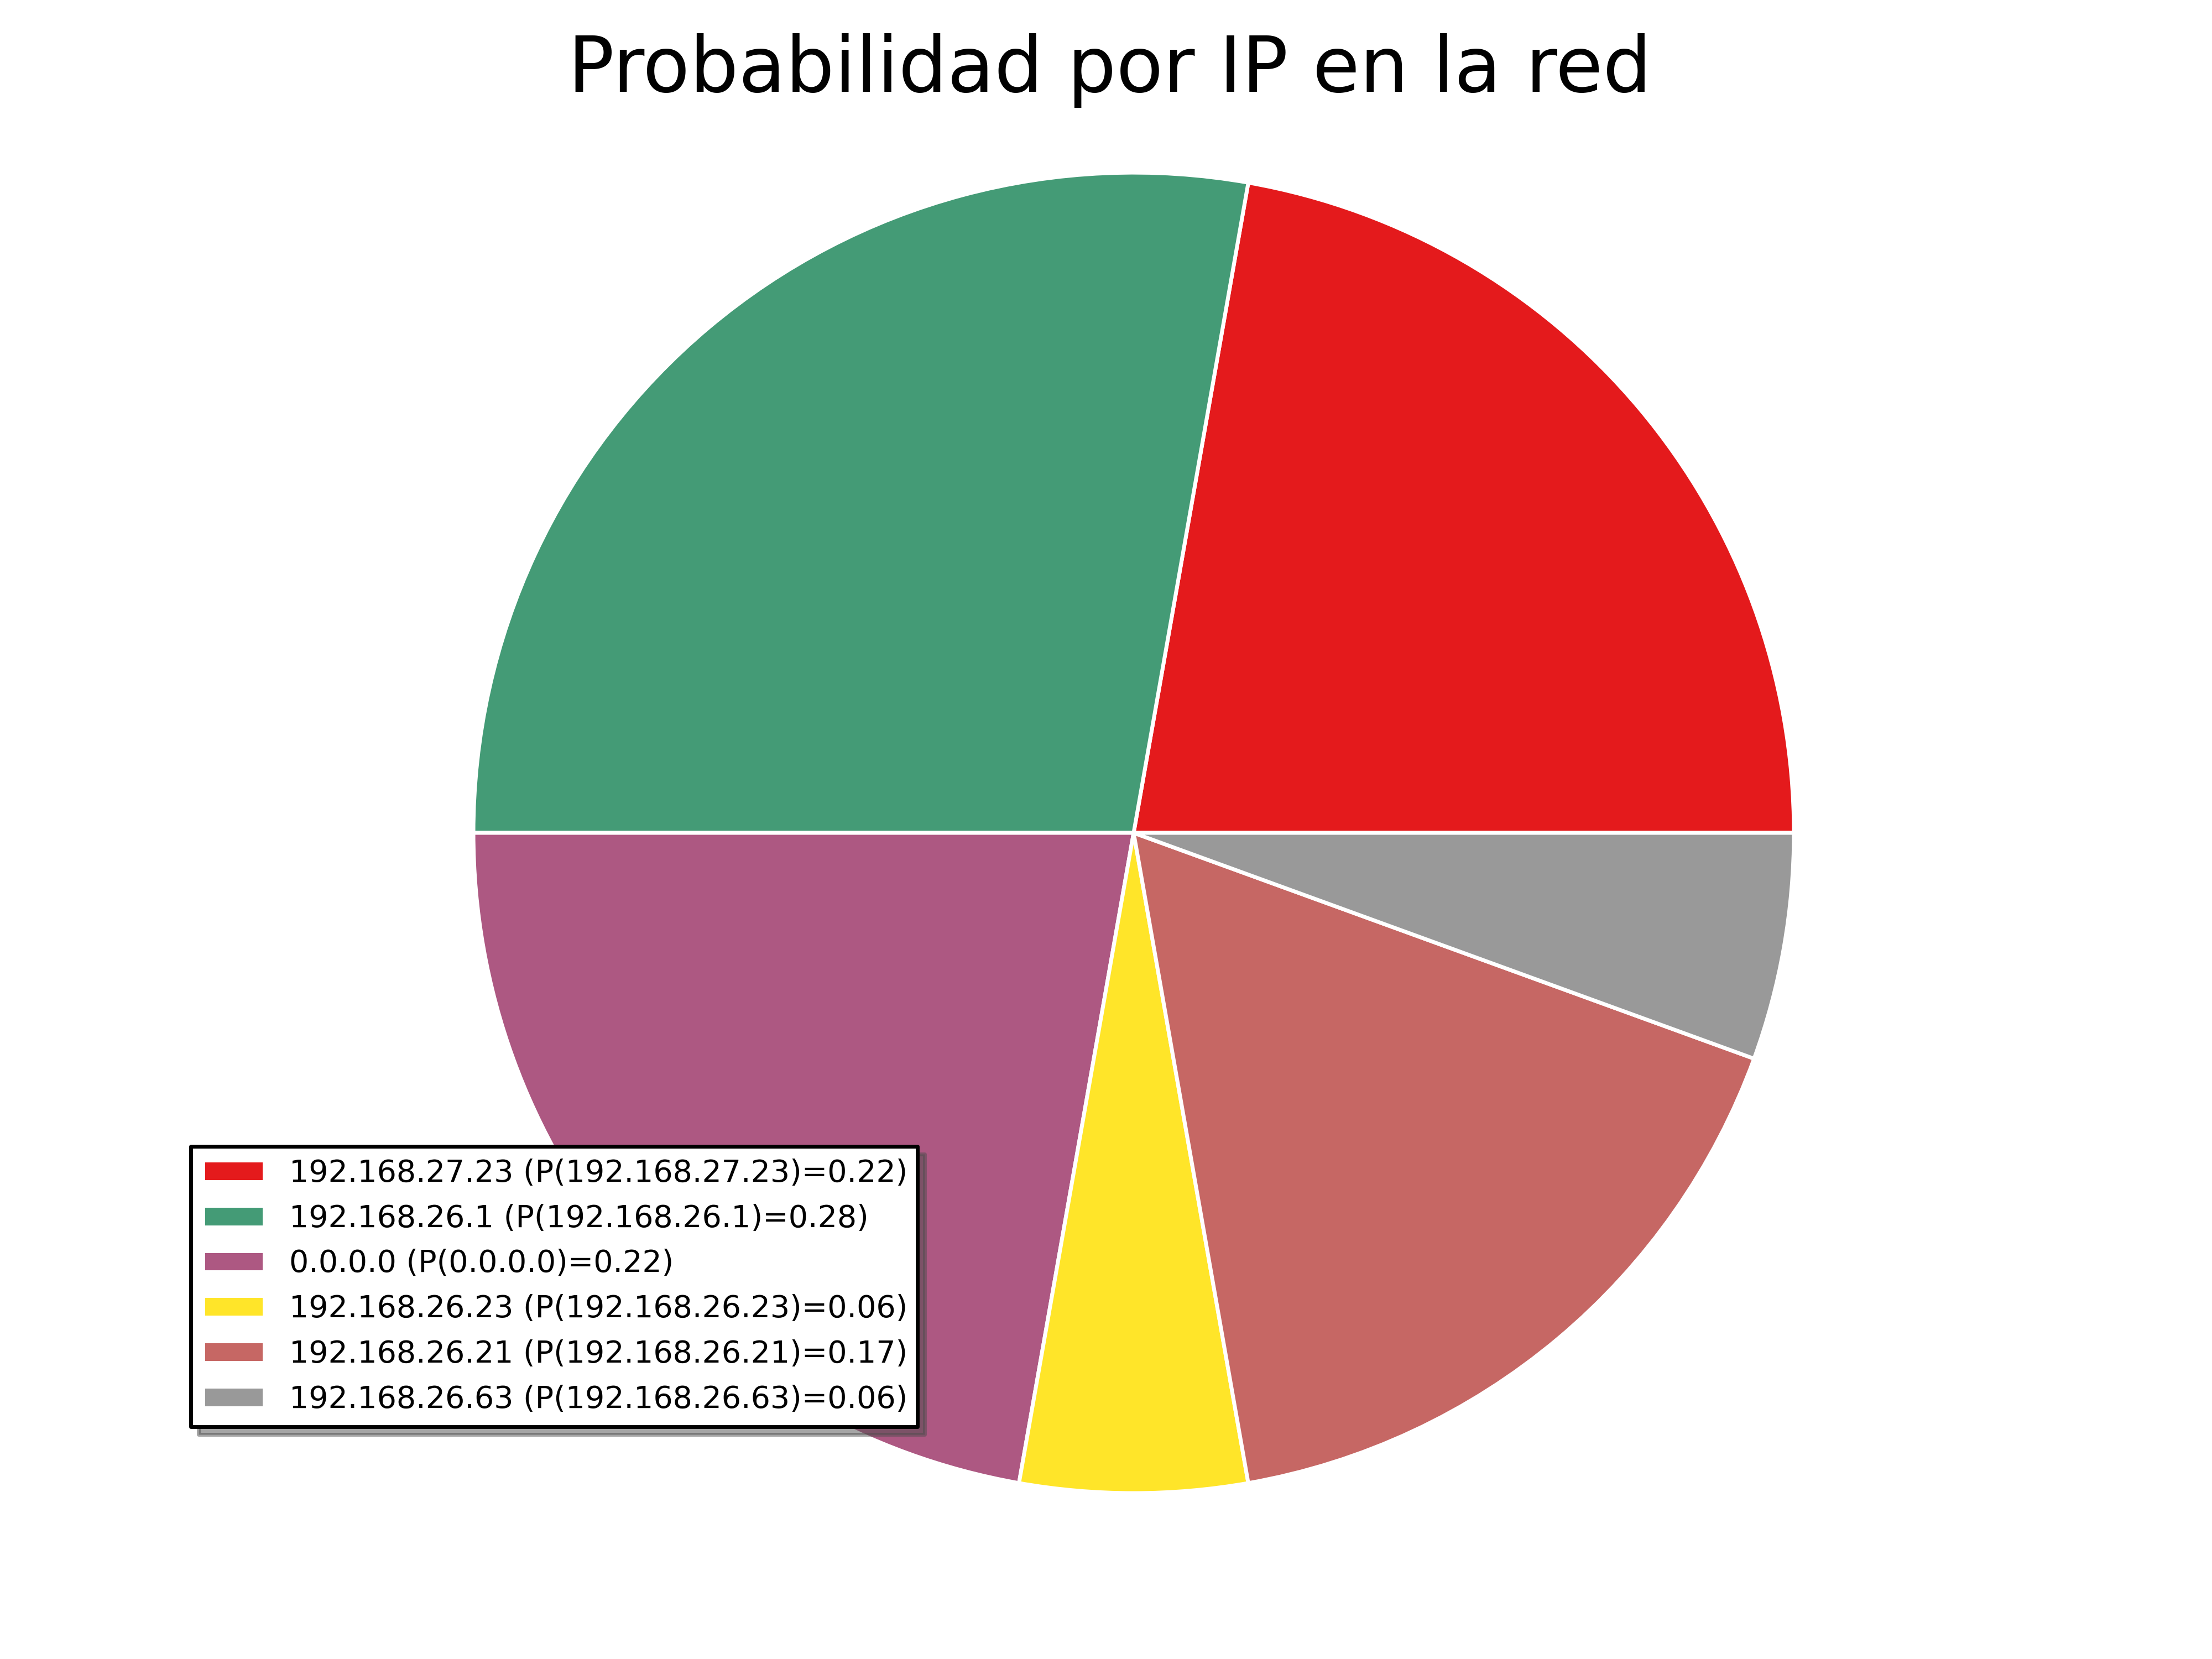 Probabilidad por IP en la red
192.168.27.23 (P(192.168.27.23)=0.22)
192.168.26.1 (P(192.168.26.1)=0.28)
0.0.0.0 (P(0.0.0.0)=0.22)
192.168.26.23 (P(192.168.26.23)=0.06)
192.168.26.21 (P(192.168.26.21)=0.17)
192.168.26.63 (P(192.168.26.63)=0.06)